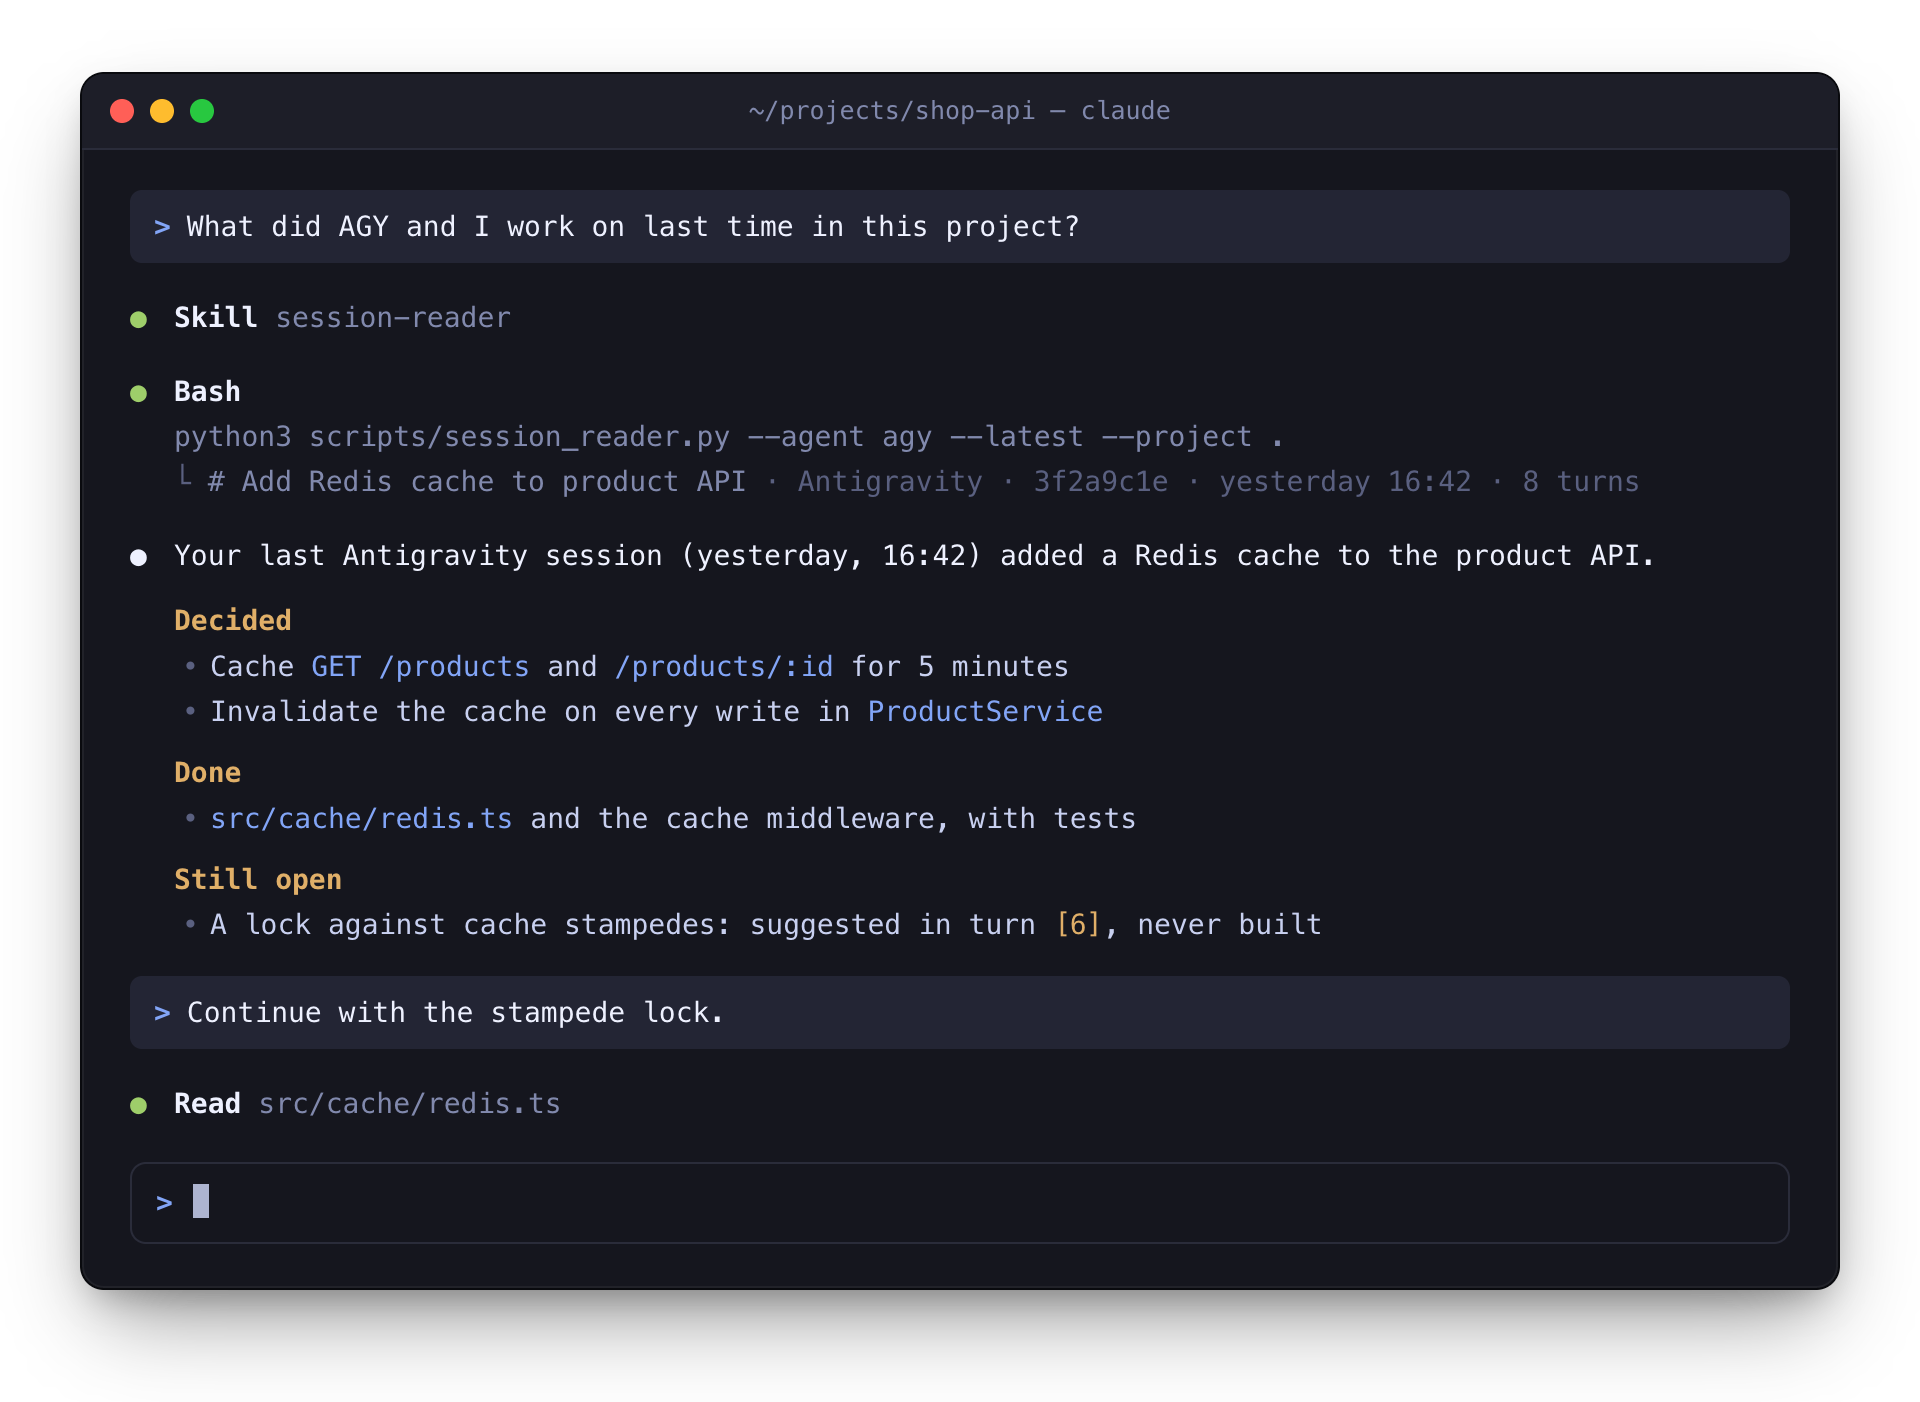 ~/projects/shop-api — claude
> What did AGY and I work on last time in this project?
● Skill session-reader
● Bash
python3 scripts/session_reader.py --agent agy --latest --project .
└ # Add Redis cache to product API · Antigravity · 3f2a9c1e · yesterday 16:42 · 8 turns
● Your last Antigravity session (yesterday, 16:42) added a Redis cache to the product API.
Decided
• Cache GET /products and /products/:id for 5 minutes
• Invalidate the cache on every write in ProductService
Done
• src/cache/redis.ts and the cache middleware, with tests
Still open
• A lock against cache stampedes: suggested in turn [6], never built
> Continue with the stampede lock.
● Read src/cache/redis.ts
>